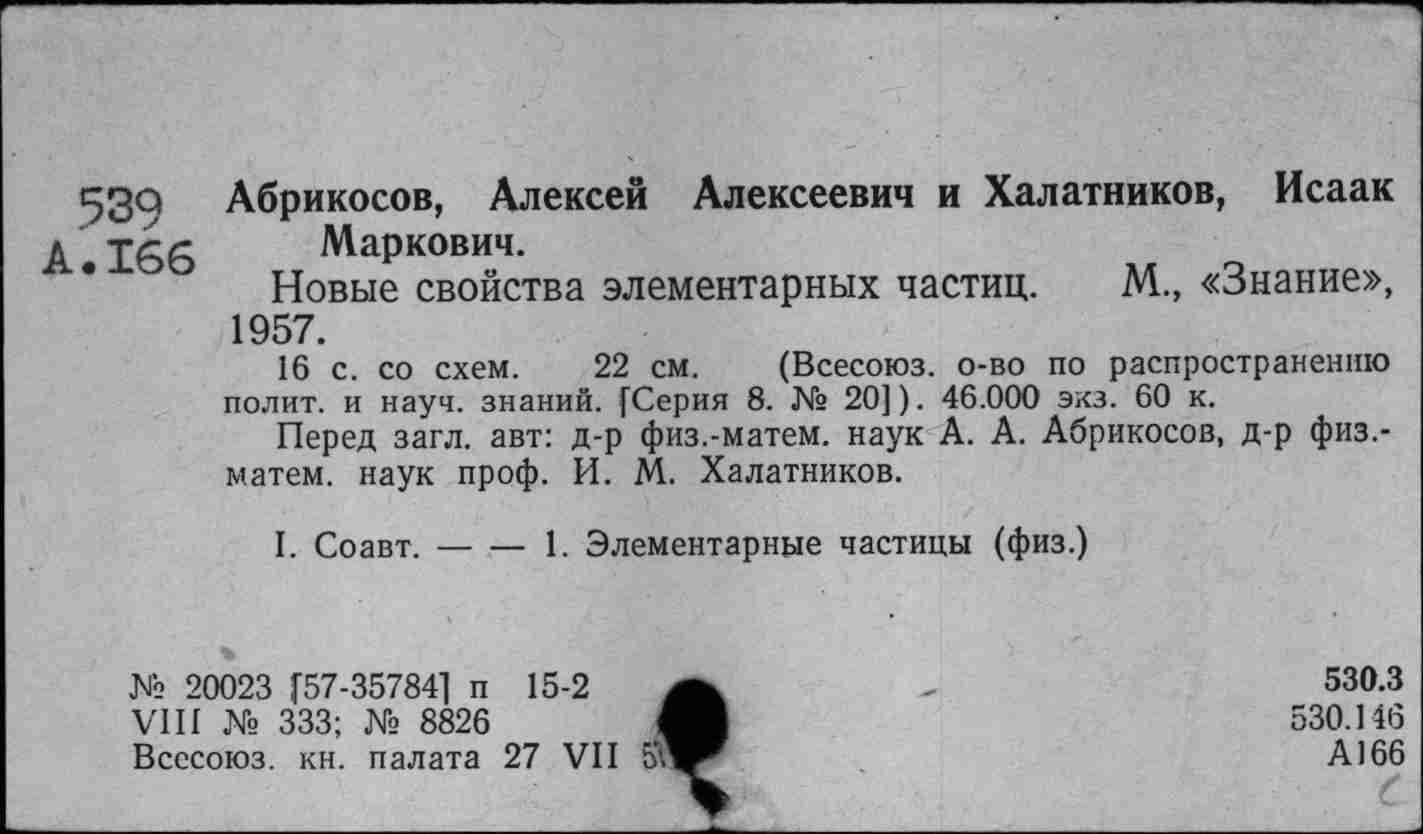 539 Абрикосов, Алексей Алексеевич и Халатников, Исаак
А.I66 Маркович.
Новые свойства элементарных частиц. М., «Знание»,
1957.
16 с. со схем. 22 см. (Всесоюз. о-во по распространению
полит. и науч. знаний. [Серия 8. № 20]). 46.000 экз. 60 к.
Перед загл. авт: д-р физ.-матем. наук А. А. Абрикосов, д-р физ.-
матем. наук проф. И. М. Халатников.
I. Соавт. — — 1. Элементарные частицы (физ.)
№ 20023 [57-35784] п 15-2 530.3
VIII № 333; № 8826 530.146
Всесоюз. кн. палата 27 VII А166